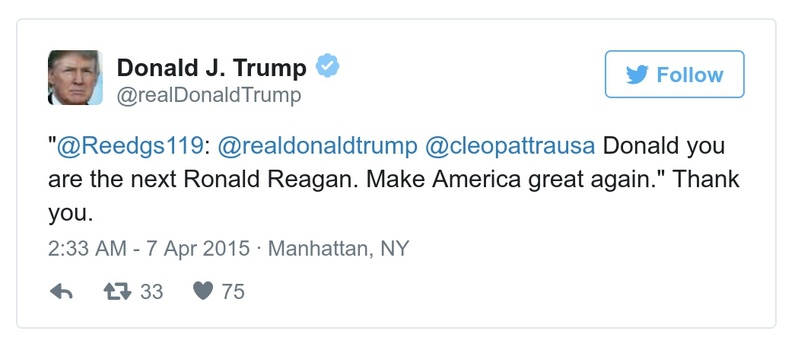 Donald J. Trump
@realDonaldTrump
Follow
"@Reedgs119: @realdonaldtrump @cleopattrausa Donald you
are the next Ronald Reagan. Make America great again." Thank
you.
2:33 AM - 7 Apr 2015 · Manhattan, NY
33 75